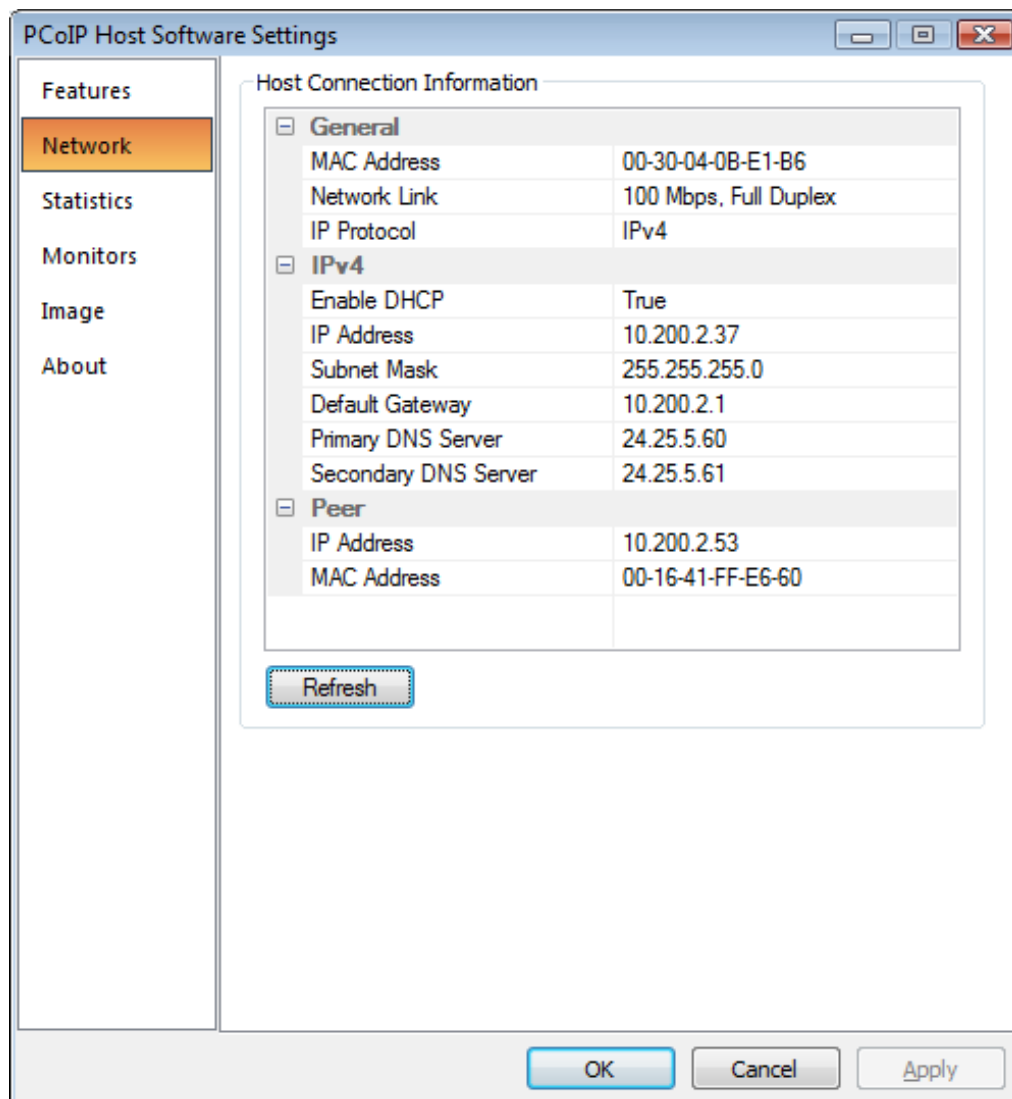 PCoIP Host Software Settings
Features
Network
Statistics
Monitors
Image
About
Host Connection Information
General
MAC Address 00-30-04-0B-E1-B6
Network Link 100 Mbps, Full Duplex
IP Protocol IPv4
IPv4
Enable DHCP True
IP Address 10.200.2.37
Subnet Mask 255.255.255.0
Default Gateway 10.200.2.1
Primary DNS Server 24.25.5.60
Secondary DNS Server 24.25.5.61
Peer
IP Address 10.200.2.53
MAC Address 00-16-41-FF-E6-60
Refresh
OK Cancel Apply